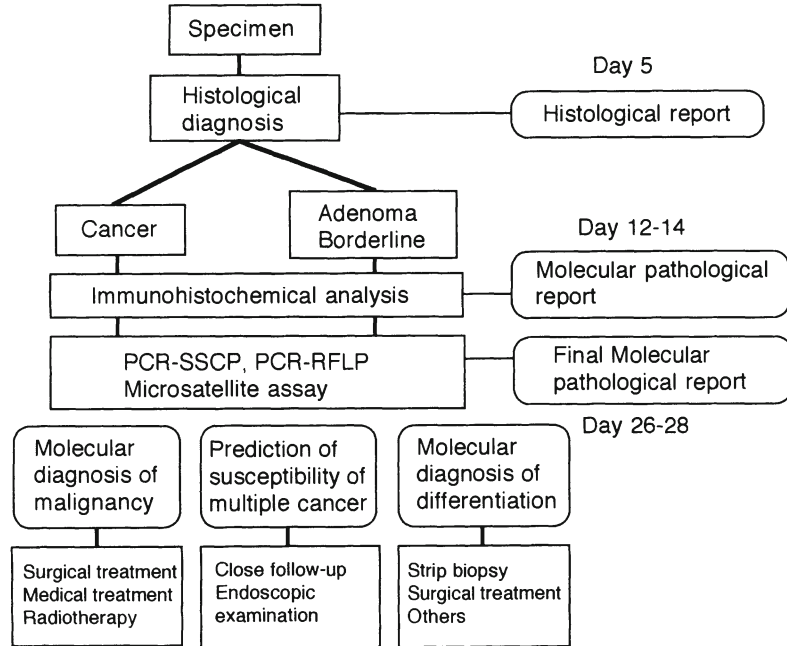 Specimen
Day 5
Histological
diagnosis
Histological report
Cancer
Adenoma
Borderline
Day 12-14
Immunohistochemical analysis
Molecular pathological
report
PCR-SSCP, PCR-RFLP
Microsatellite assay
Final Molecular
pathological report
Day 26-28
Molecular
diagnosis of
malignancy
Prediction of
susceptibility of
multiple cancer
Molecular
diagnosis of
differentiation
Surgical treatment
Medical treatment
Radiotherapy
Close follow-up
Endoscopic
examination
Strip biopsy
Surgical treatment
Others